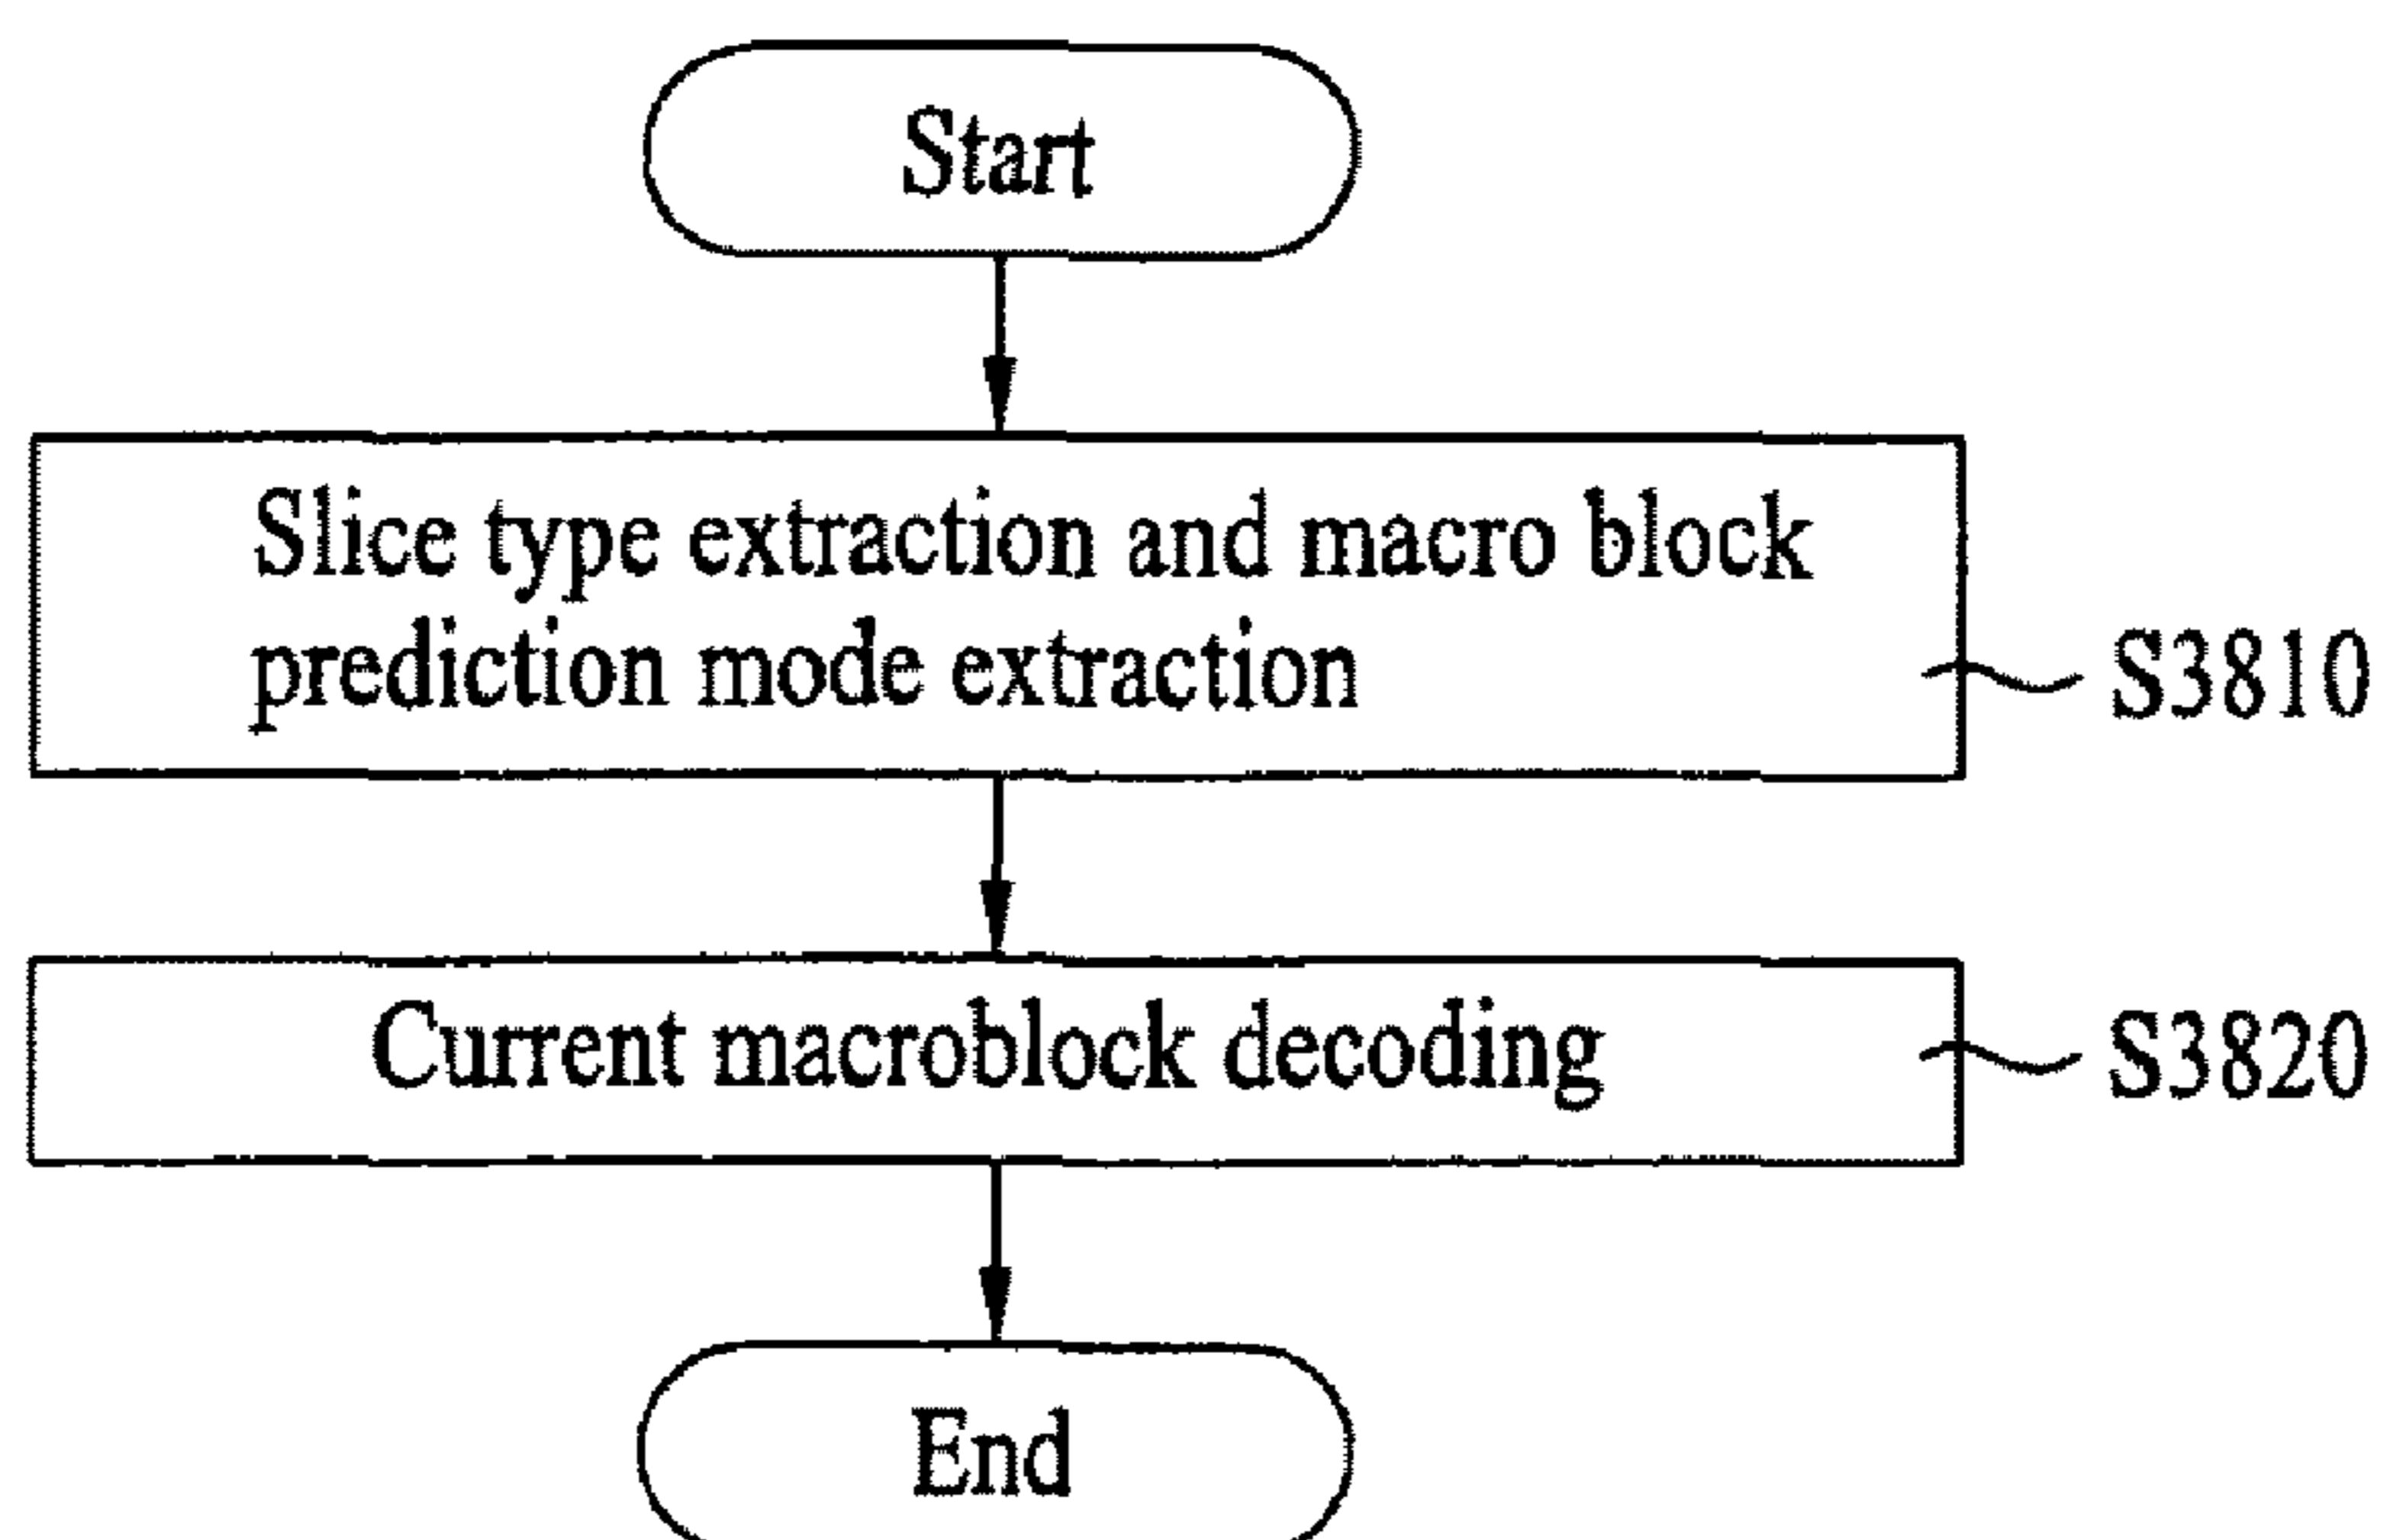 Start
Slice type extraction and macro block
prediction mode extraction
S3810
Current macroblock decoding
S3820
End